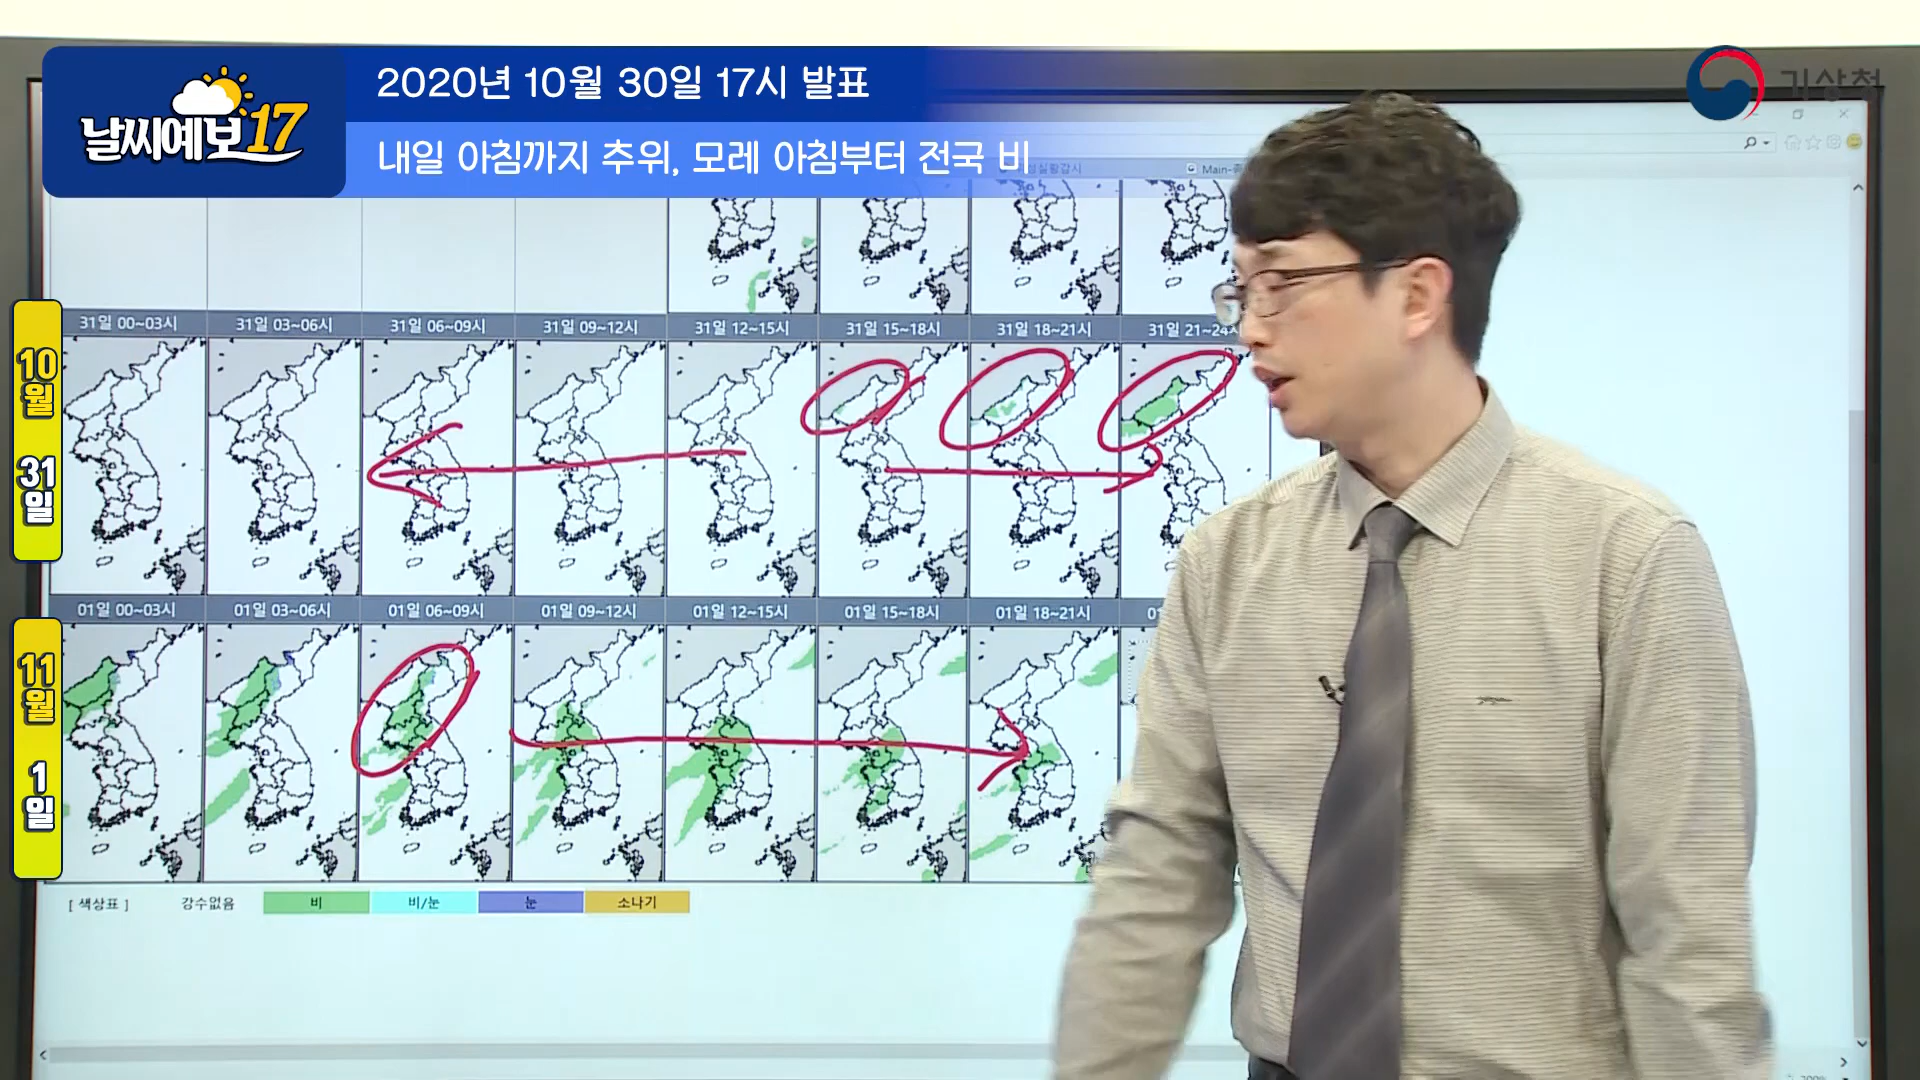 날씨예보17
2020년 10월 30일 17시 발표
내일 아침까지 추위, 모레 아침부터 전국 비
기상청
Main-
10월 31일
31일 00~03시
31일 03~06시
31일 06~09시
31일 09~12시
31일 12~15시
31일 15~18시
31일 18~21시
31일 21~24시
11월 1일
01일 00~03시
01일 03~06시
01일 06~09시
01일 09~12시
01일 12~15시
01일 15~18시
01일 18~21시
[ 색상표 ] 강수없음 비 비/눈 눈 소나기